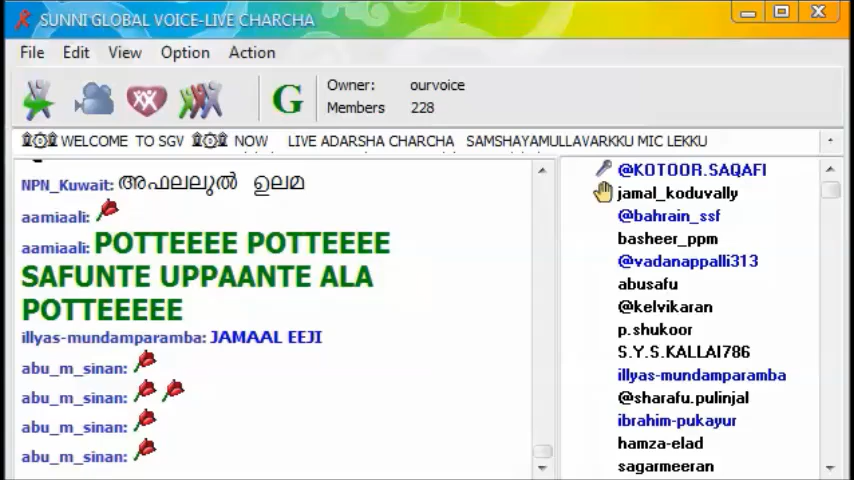 SUNNI GLOBAL VOICE-LIVE CHARCHA
File Edit View Option Action
G
Owner: ourvoice
Members 228
WELCOME TO SGV NOW LIVE ADARSHA CHARCHA SAMSHAYAMULLAVARKKU MIC LEKKU
NPN_Kuwait: അഫലലുൽ ഉലമ
aamiaali:
aamiaali: POTTEEEE POTTEEEE
SAFUNTE UPPAANTE ALA
POTTEEEEE
illyas-mundamparamba: JAMAAL EEJI
abu_m_sinan:
abu_m_sinan:
abu_m_sinan:
abu_m_sinan:
@KOTOOR.SAQAFI
jamal_koduvally
@bahrain_ssf
basheer_ppm
@vadanappalli313
abusafu
@kelvikaran
p.shukoor
S.Y.S.KALLAI786
illyas-mundamparamba
@sharafu.pulinjal
ibrahim-pukayur
hamza-elad
sagarmeeran